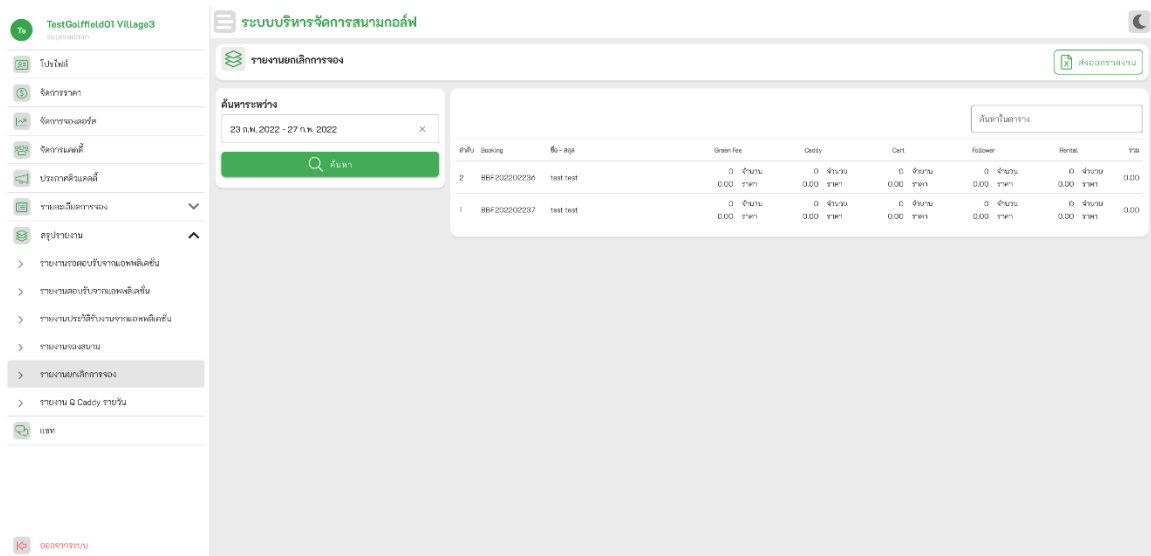 Te
TestGolffield01 Village3
superadmin
โปรไฟล์
จัดการราคา
จัดการจองคอร์ส
จัดการแคดดี้
ประกาศคิวแคดดี้
รายละเอียดการจอง
สรุปรายงาน
รายงานรอตอบรับจากแอพพลิเคชั่น
รายงานตอบรับจากแอพพลิเคชั่น
รายงานประวัติรับงานจากแอพพลิเคชั่น
รายงานจองสนาม
รายงานยกเลิกการจอง
รายงาน Q Caddy รายวัน
แชท
ออกจากระบบ
ระบบบริหารจัดการสนามกอล์ฟ
รายงานยกเลิกการจอง
ส่งออกรายงาน
ค้นหาระหว่าง
23 ก.พ. 2022 - 27 ก.พ. 2022
ค้นหา
ค้นหาในตาราง
ลำดับ Booking ชื่อ - สกุล Green Fee Caddy Cart Follower Rental รวม
2 BBF202202236 test test 0 จำนวน 0 จำนวน 0 จำนวน 0 จำนวน 0 จำนวน 0.00
0.00 ราคา 0.00 ราคา 0.00 ราคา 0.00 ราคา 0.00 ราคา
1 BBF202202237 test test 0 จำนวน 0 จำนวน 0 จำนวน 0 จำนวน 0 จำนวน 0.00
0.00 ราคา 0.00 ราคา 0.00 ราคา 0.00 ราคา 0.00 ราคา